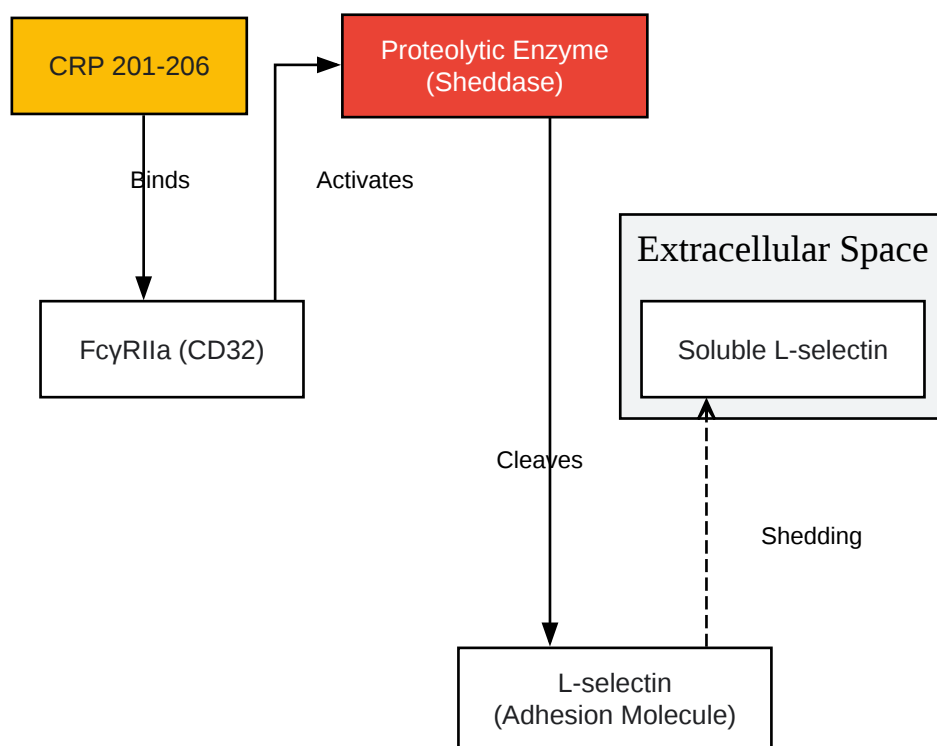 CRP 201-206
Proteolytic Enzyme
(Sheddase)
Binds
Activates
Extracellular Space
FcγRIIa (CD32)
Soluble L-selectin
Cleaves
Shedding
L-selectin
(Adhesion Molecule)